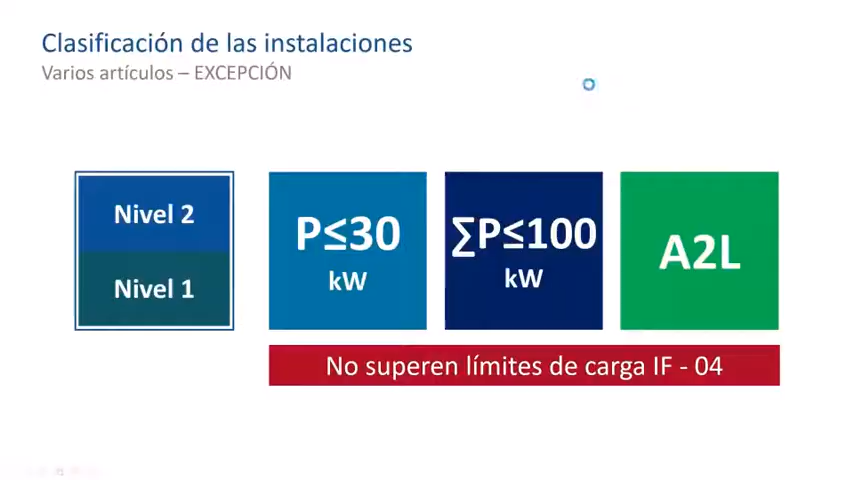 Clasificación de las instalaciones
Varios artículos – EXCEPCIÓN
Nivel 2
Nivel 1
P≤30
kW
∑P≤100
kW
A2L
No superen límites de carga IF - 04